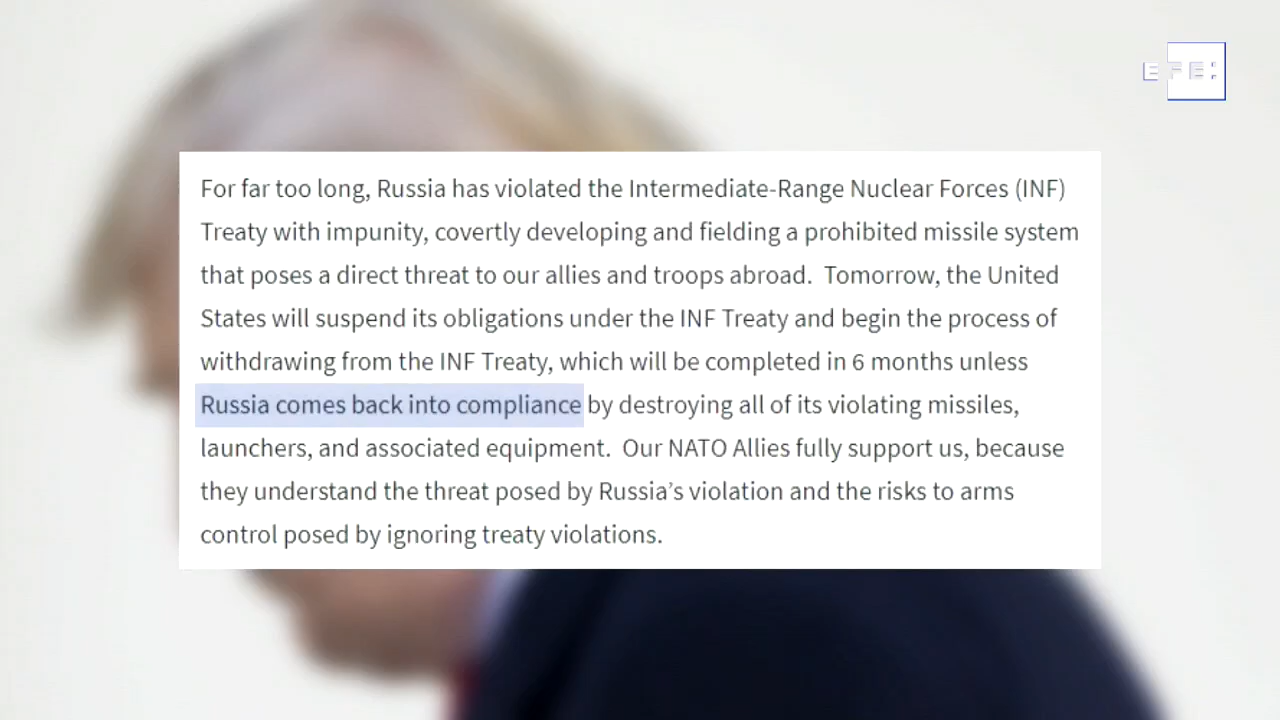 EFE:
For far too long, Russia has violated the Intermediate-Range Nuclear Forces (INF)
Treaty with impunity, covertly developing and fielding a prohibited missile system
that poses a direct threat to our allies and troops abroad.  Tomorrow, the United
States will suspend its obligations under the INF Treaty and begin the process of
withdrawing from the INF Treaty, which will be completed in 6 months unless
Russia comes back into compliance by destroying all of its violating missiles,
launchers, and associated equipment.  Our NATO Allies fully support us, because
they understand the threat posed by Russia’s violation and the risks to arms
control posed by ignoring treaty violations.